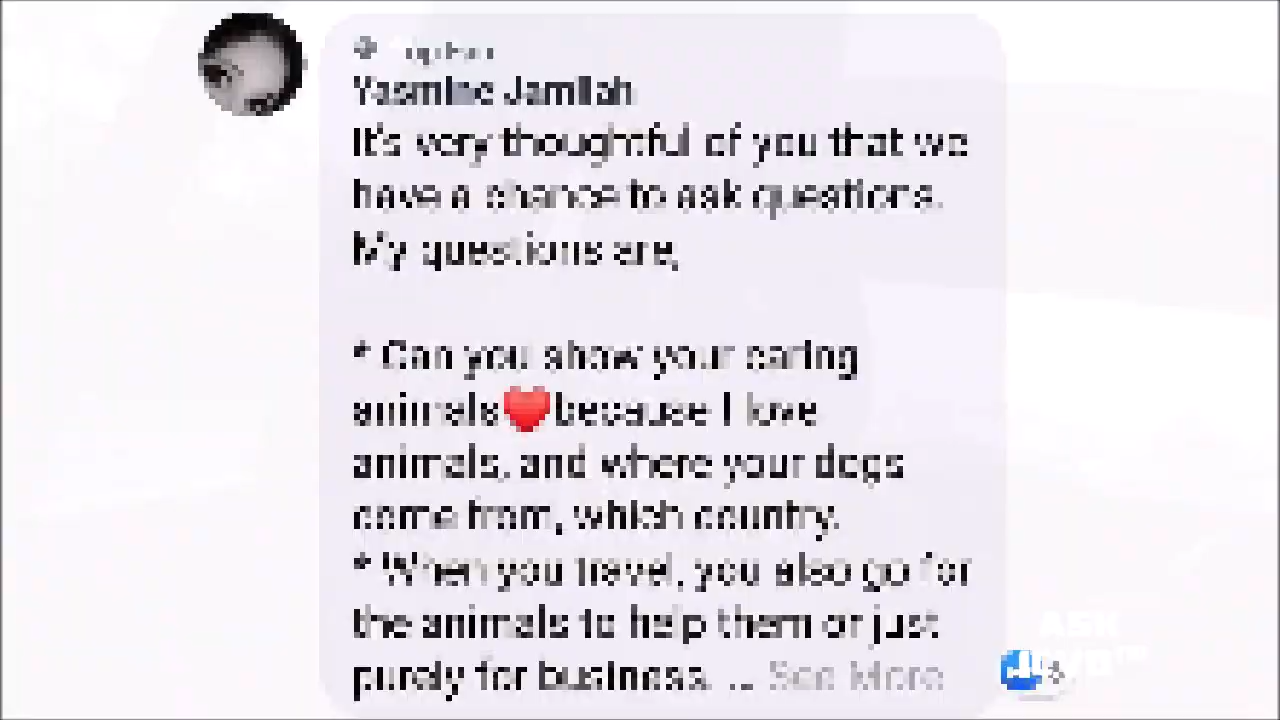 Yasmine Jamilah
It's very thoughtful of you that we
have a chance to ask questions.
My questions are,
* Can you show your caring
animals❤️because I love
animals, and where your dogs
come from, which country.
* When you travel, you also go for
the animals to help them or just
purely for business. ... See More
ASK